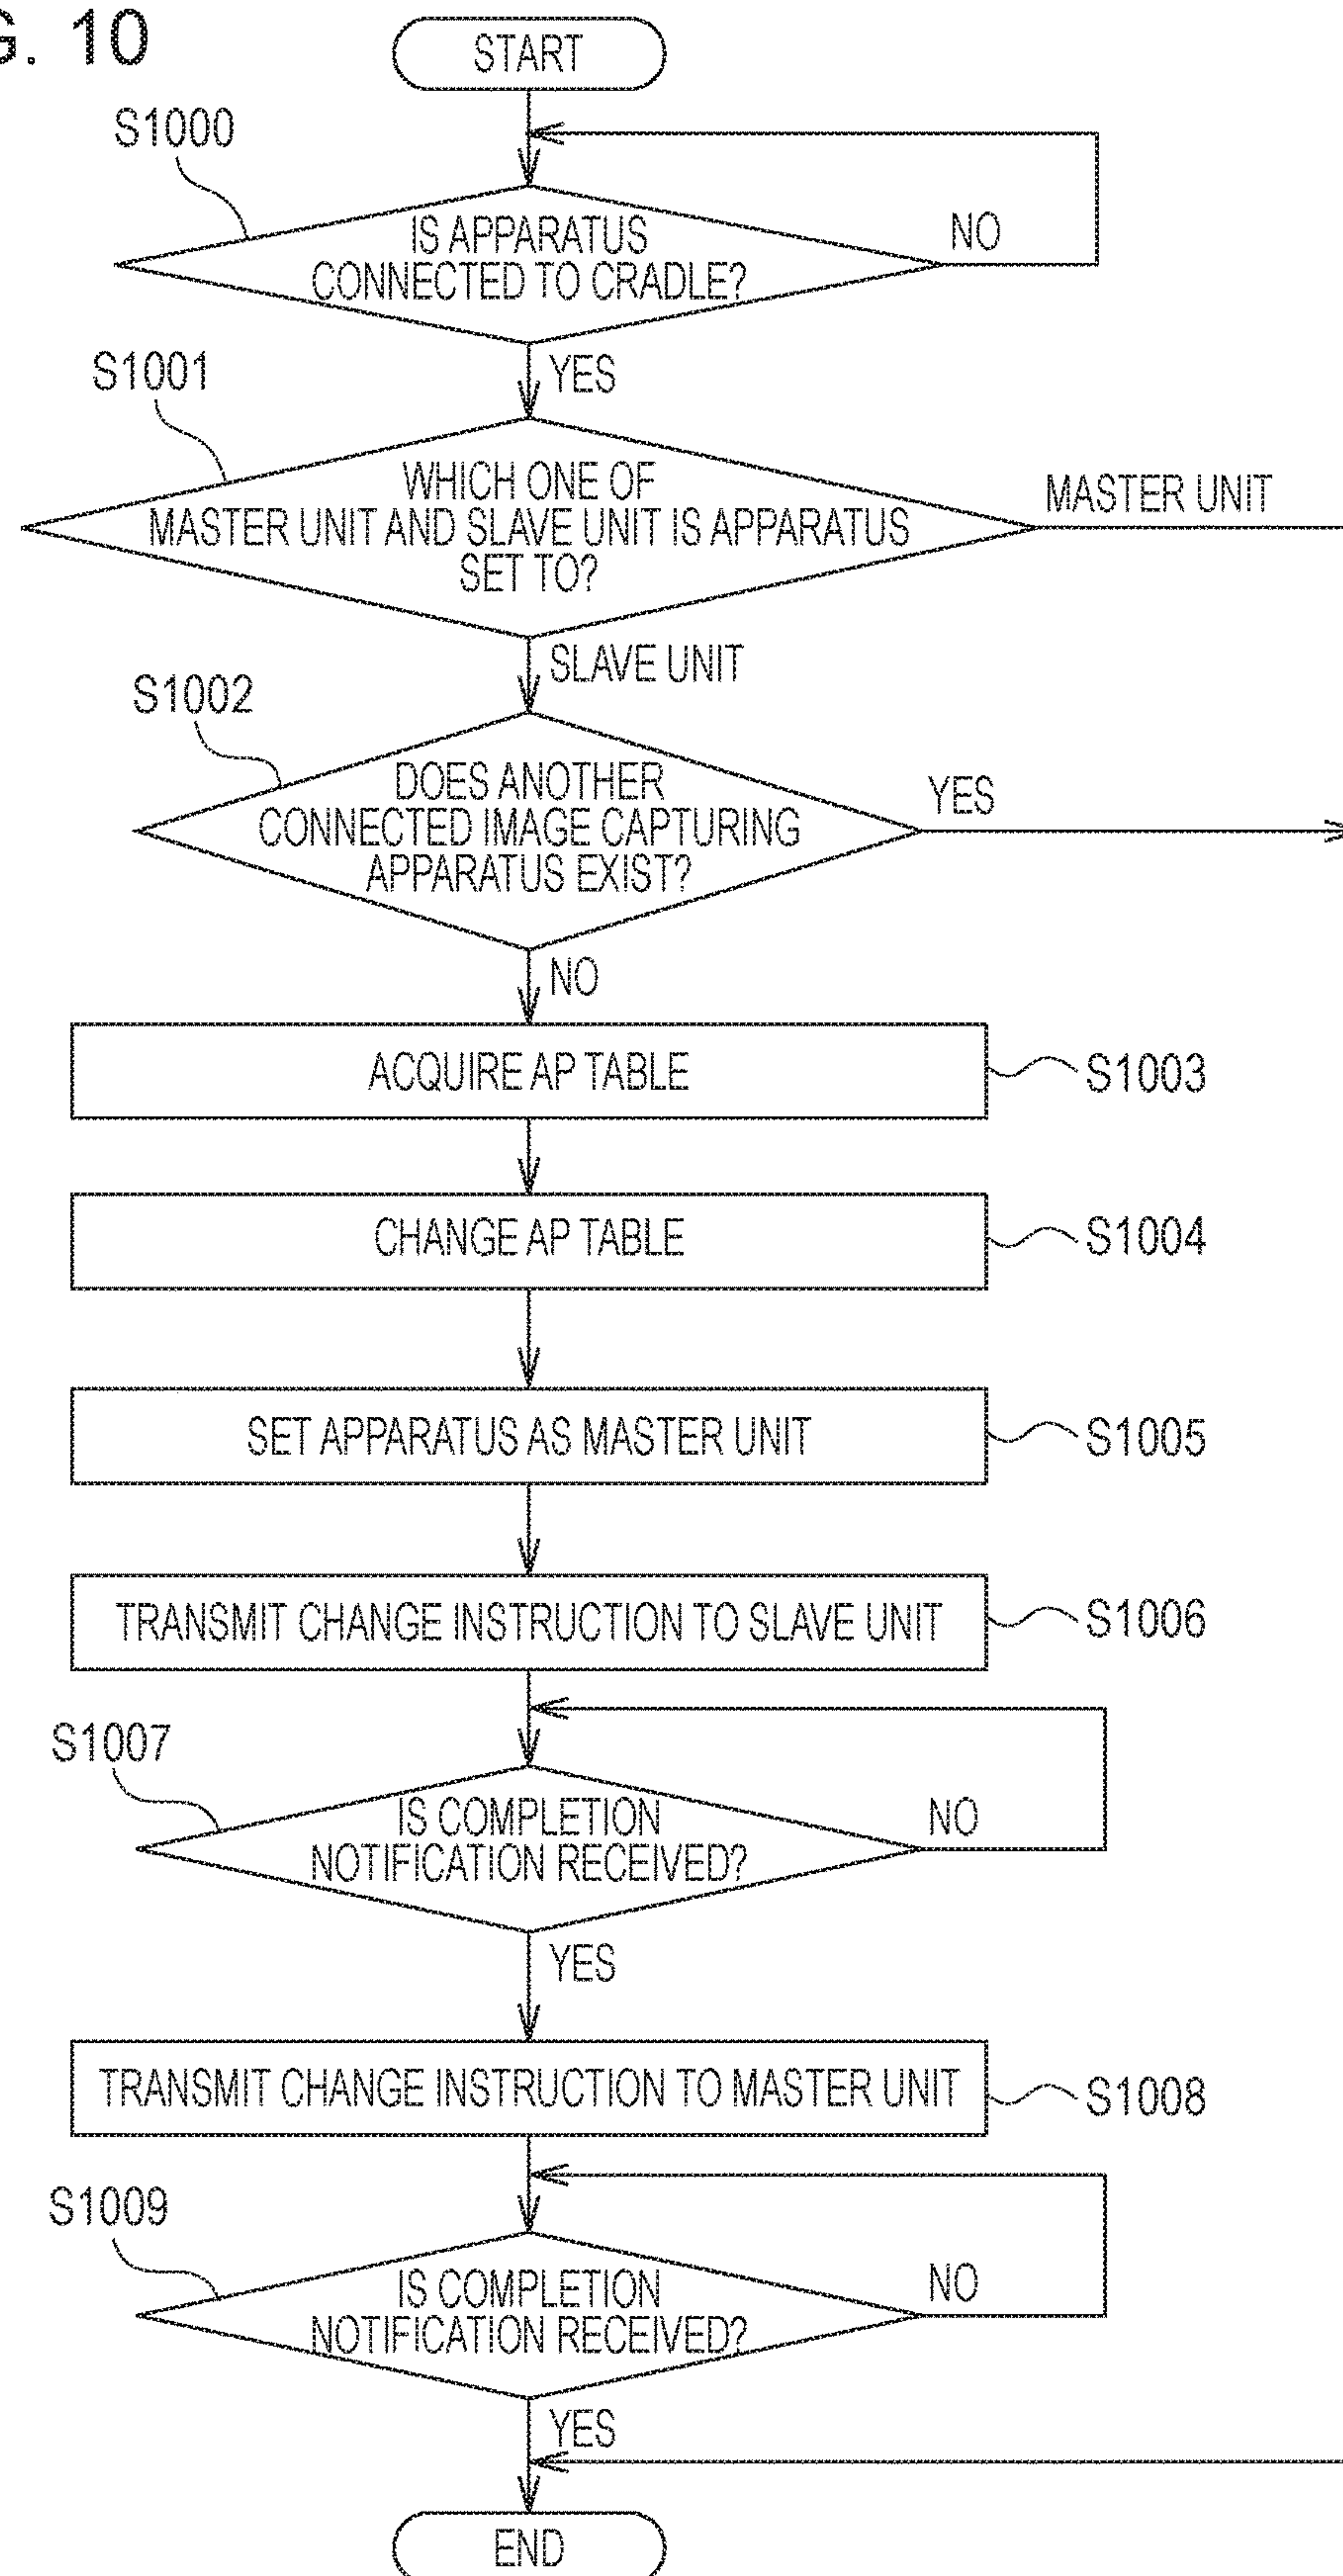 G. 10
START
S1000
IS APPARATUS
CONNECTED TO CRADLE?
NO
YES
S1001
WHICH ONE OF
MASTER UNIT AND SLAVE UNIT IS APPARATUS
SET TO?
MASTER UNIT
SLAVE UNIT
S1002
DOES ANOTHER
CONNECTED IMAGE CAPTURING
APPARATUS EXIST?
YES
NO
ACQUIRE AP TABLE
S1003
CHANGE AP TABLE
S1004
SET APPARATUS AS MASTER UNIT
S1005
TRANSMIT CHANGE INSTRUCTION TO SLAVE UNIT
S1006
S1007
IS COMPLETION
NOTIFICATION RECEIVED?
NO
YES
TRANSMIT CHANGE INSTRUCTION TO MASTER UNIT
S1008
S1009
IS COMPLETION
NOTIFICATION RECEIVED?
NO
YES
END